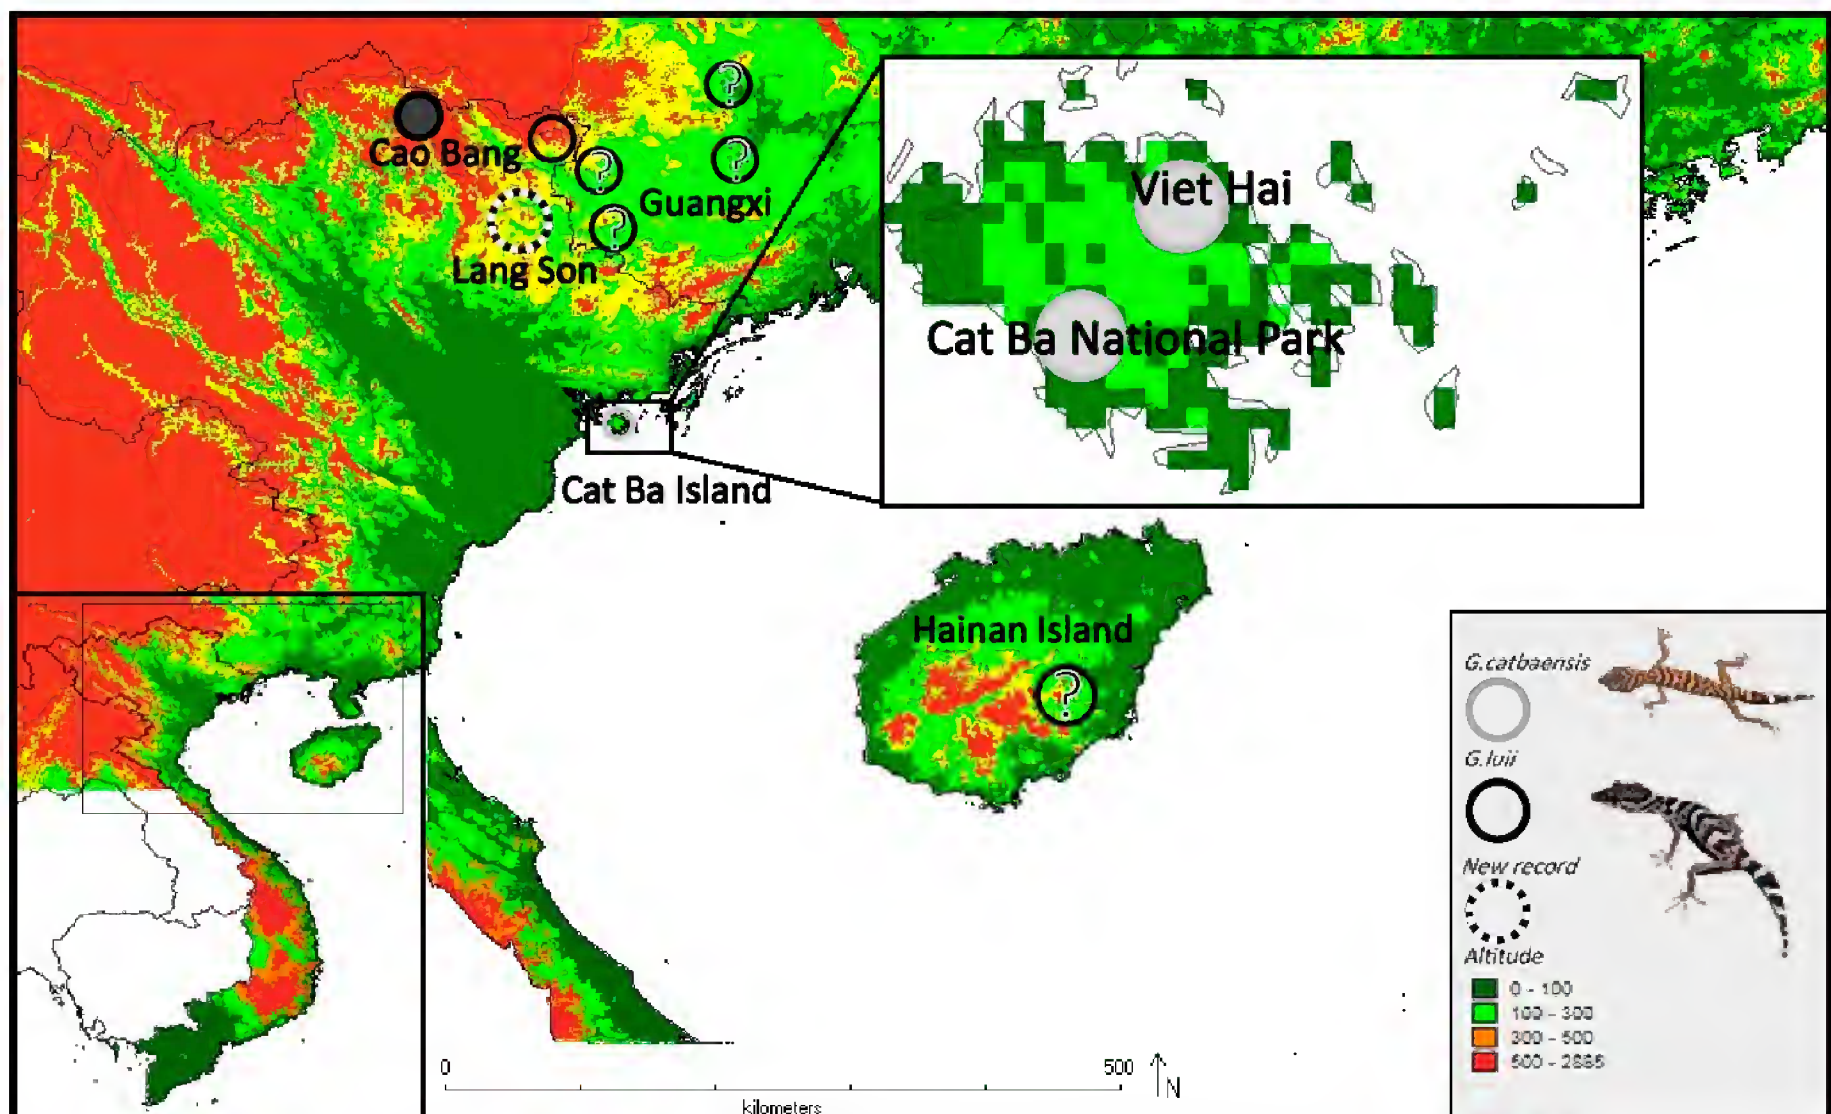 ?
Cao Bang
?
?
Guangxi
?
Lang Son
Viet Hai
Cat Ba National Park
Cat Ba Island
Hainan Island
?
G.catbaensis
G.luii
New record
Altitude
0 - 100
100 - 300
300 - 500
500 - 2885
0
500
N
kilometers